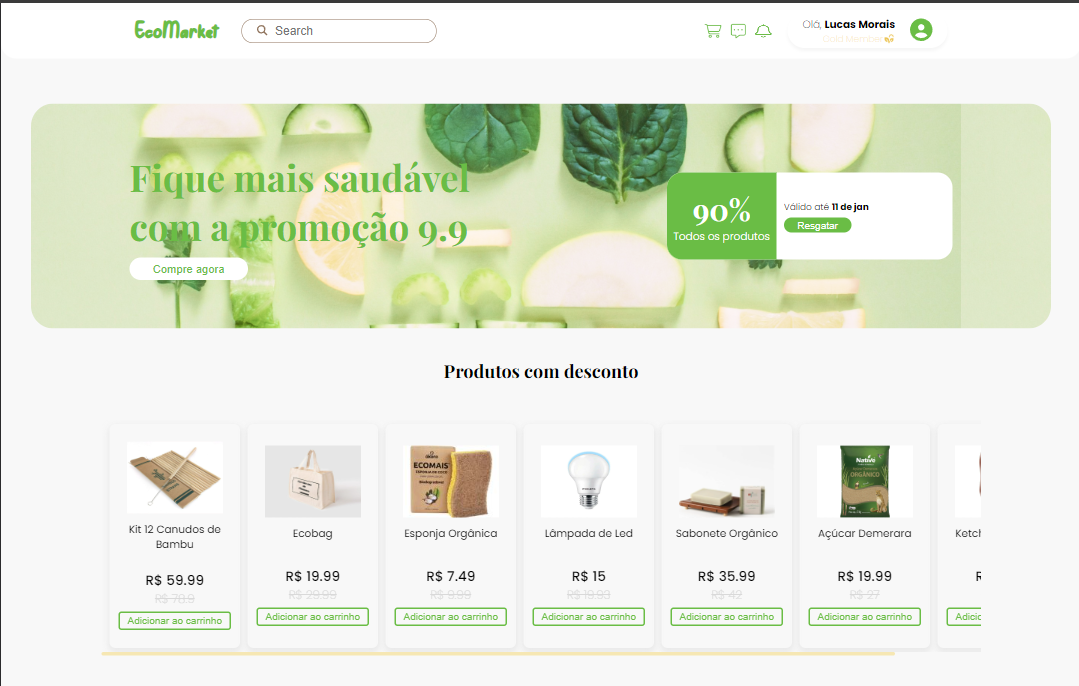 EcoMarket
Search
Olá, Lucas Morais
Gold Member
Fique mais saudável
com a promoção 9.9
Compre agora
90%
Todos os produtos
Válido até 11 de jan
Resgatar
Produtos com desconto
Kit 12 Canudos de
Bambu
R$ 59.99
R$ 78.9
Adicionar ao carrinho
Ecobag
R$ 19.99
R$ 29.99
Adicionar ao carrinho
ECOMAIS
Esponja Orgânica
R$ 7.49
R$ 9.99
Adicionar ao carrinho
Lâmpada de Led
R$ 15
R$ 19.93
Adicionar ao carrinho
Sabonete Orgânico
R$ 35.99
R$ 42
Adicionar ao carrinho
Native
ORGÂNICO
Açúcar Demerara
R$ 19.99
R$ 27
Adicionar ao carrinho
Ketch
R
Adicio